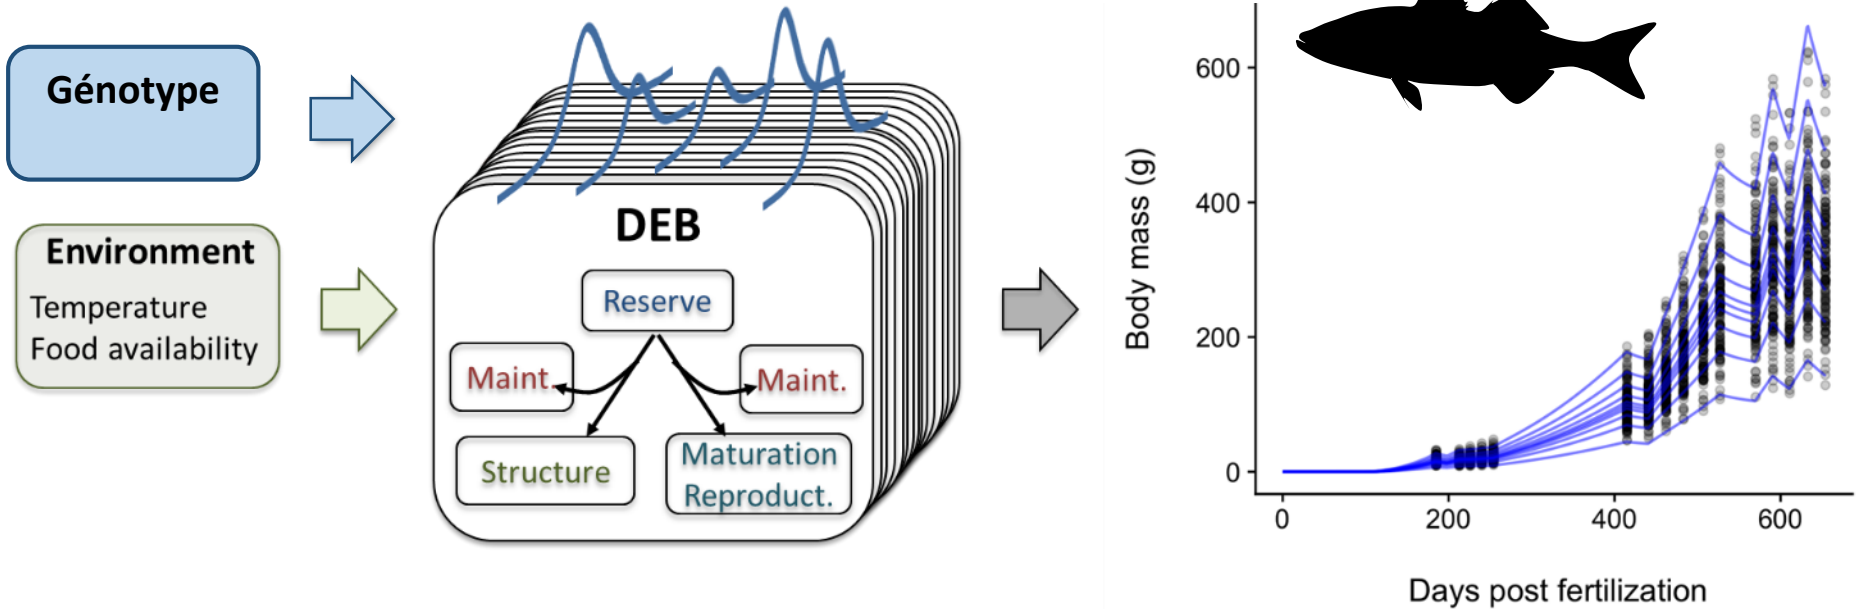 Génotype
Environment
Temperature
Food availability
DEB
Reserve
Maint.
Maint.
Structure
Maturation
Reproduct.
Body mass (g)
600
400
200
0
0
200
400
600
Days post fertilization